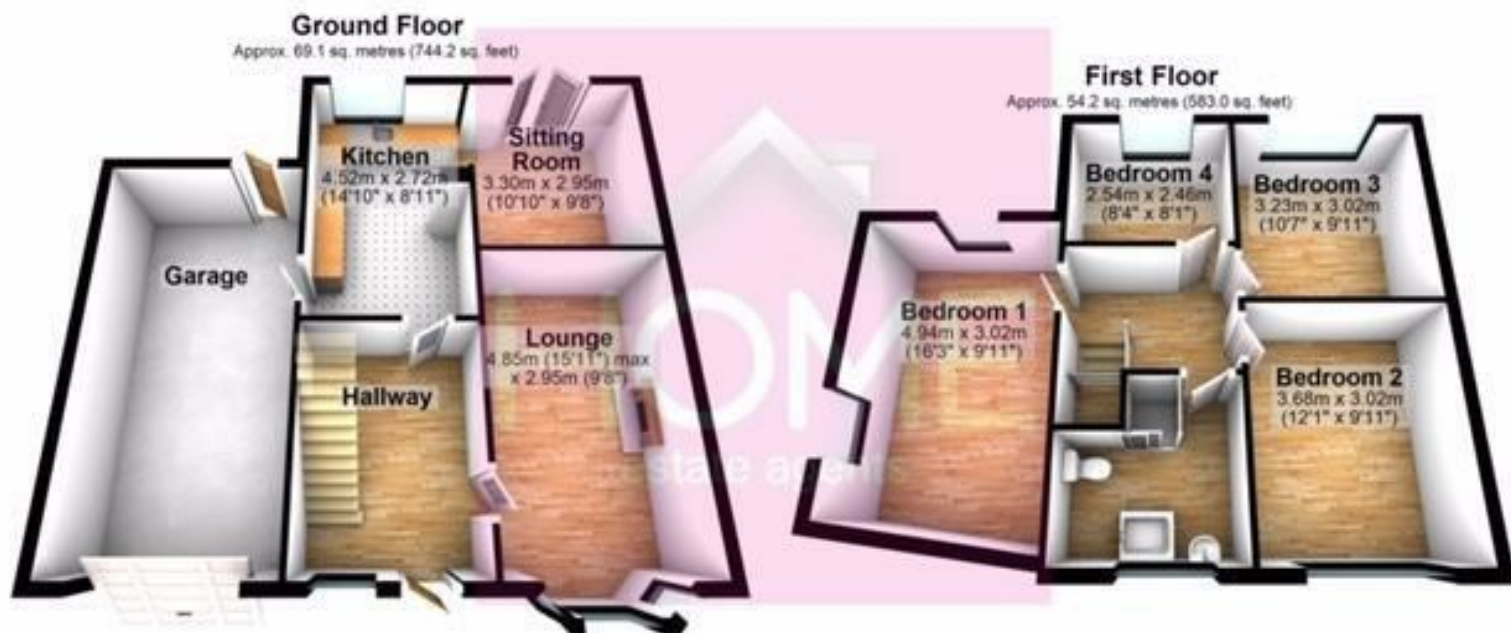 Ground Floor
Approx. 69.1 sq. metres (744.2 sq. feet)
Kitchen
4.52m x 2.72m
(14'10" x 8'11")
Sitting
Room
3.30m x 2.95m
(10'10" x 9'8")
Garage
Lounge
4.85m (15'11") max
x 2.95m (9'8")
Hallway
First Floor
Approx. 54.2 sq. metres (583.0 sq. feet)
Bedroom 4
2.54m x 2.46m
(8'4" x 8'1")
Bedroom 3
3.23m x 3.02m
(10'7" x 9'11")
Bedroom 1
4.94m x 3.02m
(16'3" x 9'11")
Bedroom 2
3.68m x 3.02m
(12'1" x 9'11")
HOME
estate agents